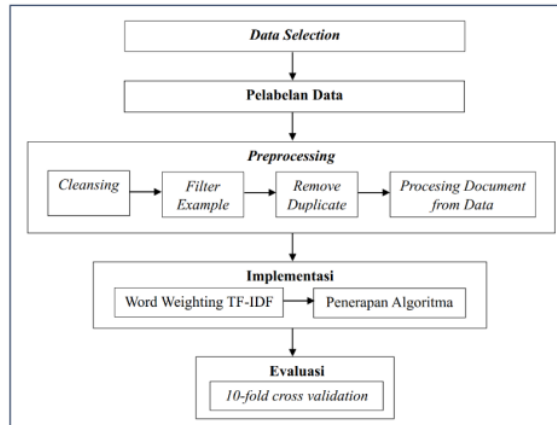 Data Selection
Pelabelan Data
Preprocessing
Cleansing
Filter
Example
Remove
Duplicate
Procesing Document
from Data
Implementasi
Word Weighting TF-IDF
Penerapan Algoritma
Evaluasi
10-fold cross validation